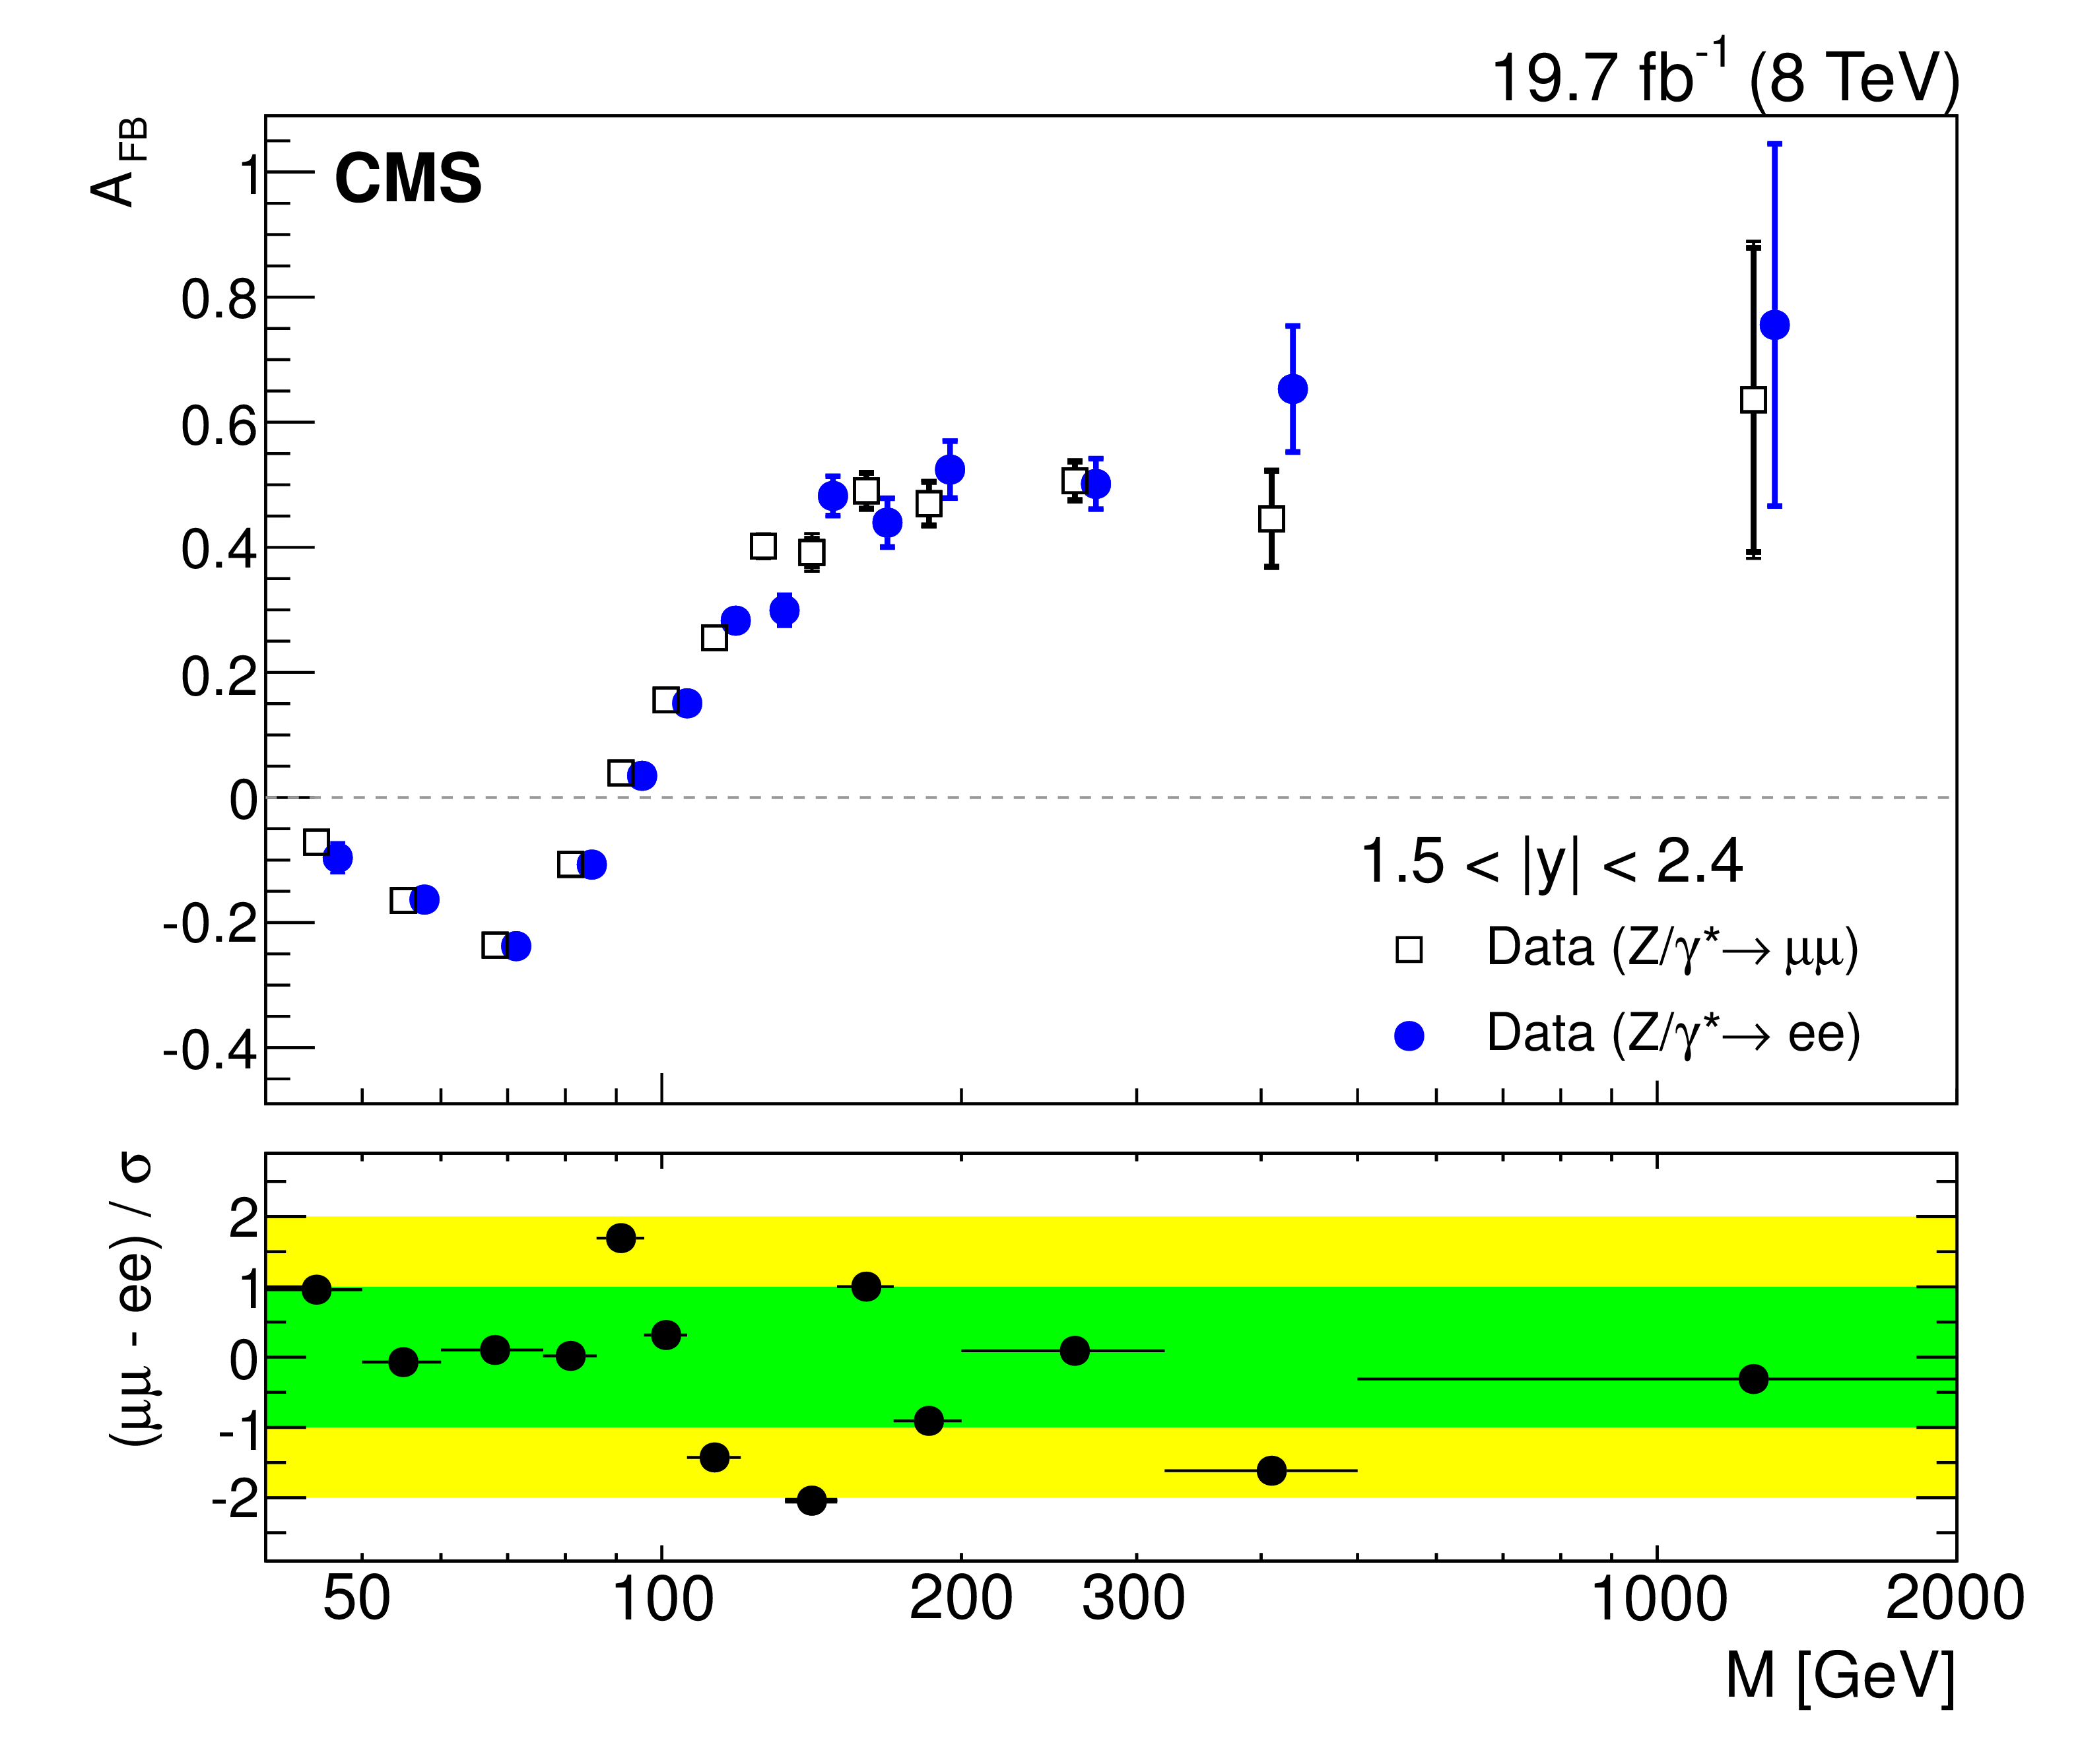 19.7 fb⁻¹ (8 TeV)
A_FB
CMS
1
0.8
0.6
0.4
0.2
0
-0.2
-0.4
1.5 < |y| < 2.4
Data (Z/γ*→ μμ)
Data (Z/γ*→ ee)
(μμ - ee) / σ
2
1
0
-1
-2
50 100 200 300 1000 2000
M [GeV]